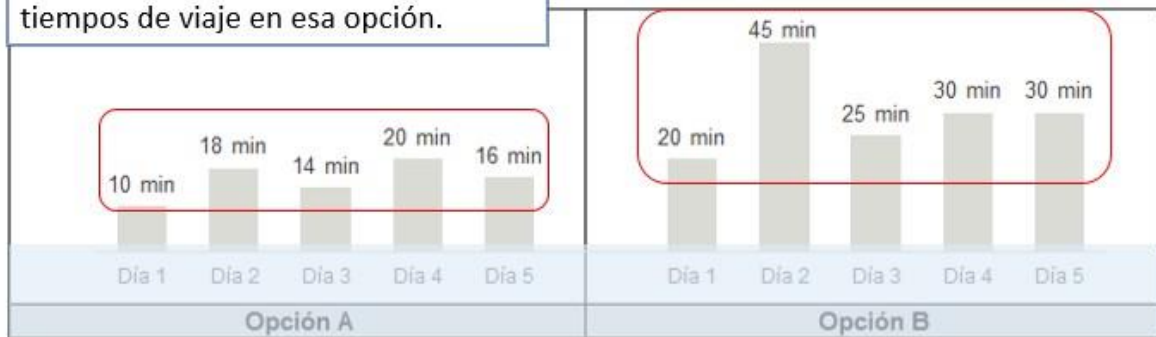 tiempos de viaje en esa opción.
10 min
18 min
14 min
20 min
16 min
Día 1 Día 2 Día 3 Día 4 Día 5
Opción A
20 min
45 min
25 min
30 min
30 min
Día 1 Día 2 Día 3 Día 4 Día 5
Opción B